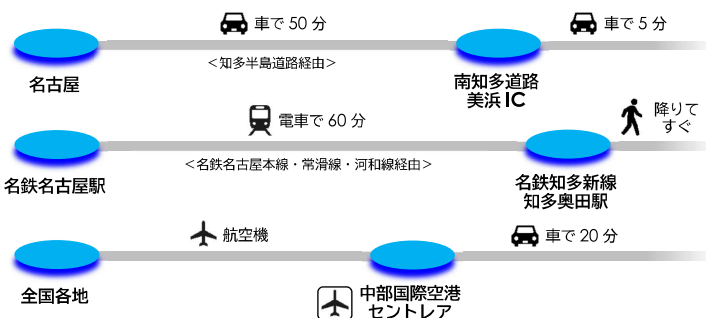 車で 50 分
車で 5 分
<知多半島道路経由>
名古屋
南知多道路
美浜 IC
電車で 60 分
降りて
すぐ
<名鉄名古屋本線・常滑線・河和線経由>
名鉄名古屋駅
名鉄知多新線
知多奥田駅
航空機
車で 20 分
全国各地
中部国際空港
セントレア